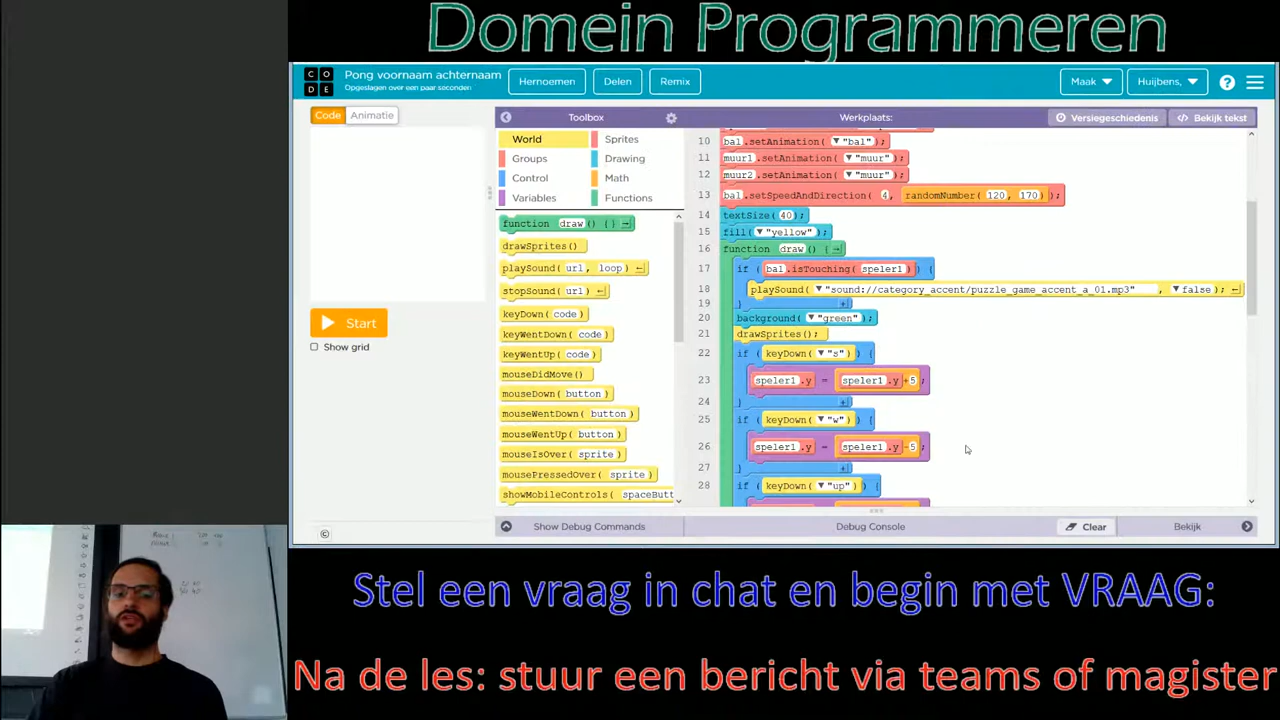 Domein Programmeren
C O
D E
Pong voornaam achternaam
Opgeslagen over een paar seconden
Hernoemen
Delen
Remix
Maak
Huijbens,
?
Code
Animatie
Toolbox
Werkplaats:
Versiegeschiedenis
Bekijk tekst
World
Sprites
Groups
Drawing
Control
Math
Variables
Functions
function draw() { }
drawSprites()
playSound( url, loop)
stopSound( url)
keyDown( code)
keyWentDown( code)
keyWentUp( code)
mouseDidMove()
mouseDown( button)
mouseWentDown( button)
mouseWentUp( button)
mouseIsOver( sprite)
mousePressedOver( sprite)
showMobileControls( spaceButt
10 bal.setAnimation( "bal");
11 muur1.setAnimation( "muur");
12 muur2.setAnimation( "muur");
13 bal.setSpeedAndDirection( 4, randomNumber( 120, 170));
14 textSize( 40);
15 fill( "yellow");
16 function draw() {
17 if ( bal.isTouching( speler1)) {
18 playSound( "sound://category_accent/puzzle_game_accent_a_01.mp3" , false);
19 }
20 background( "green");
21 drawSprites();
22 if ( keyDown( "s") {
23 speler1.y = speler1.y+5;
24 }
25 if ( keyDown( "w") {
26 speler1.y = speler1.y-5;
27 }
28 if ( keyDown( "up") {
Start
Show grid
©
Show Debug Commands
Debug Console
Clear
Bekijk
Stel een vraag in chat en begin met VRAAG:
Na de les: stuur een bericht via teams of magister